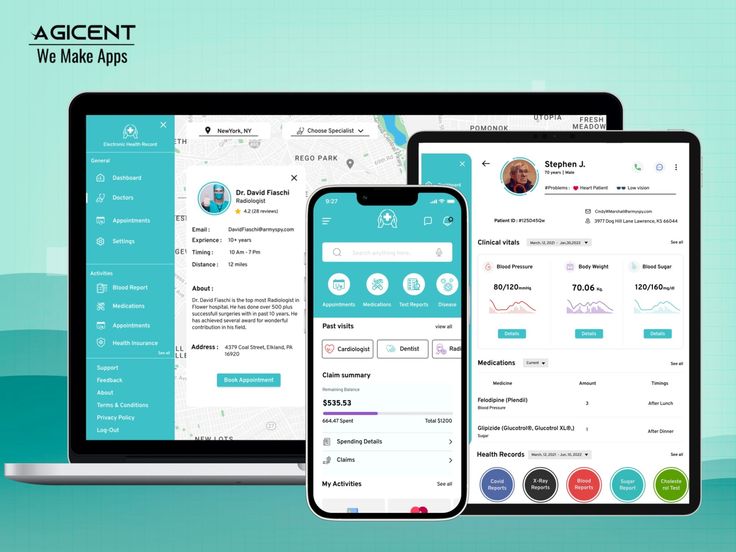 AGICENT
We Make Apps
Electronic Health Record
General
Dashboard
Doctors
Appointments
Settings
Activities
Blood Report
Medications
Appointments
Health Insurance
See all
Support
Feedback
About
Terms & Conditions
Privacy Policy
Log-Out
NewYork, NY
Choose Specialist
REGO PARK
POMONOK
UTOPIA
FRESH
MEADOW
NEW LOTS
27
Dr. David Fiaschi
Radiologist
4.2 (28 reviews)
Email : DavidFiaschi@armyspy.com
Exprience : 10+ years
Timing : 10 Am - 7 Pm
Distance : 12 miles
About :
Dr. David Fiaschi is the top most Radiologist in
Flower hospital. He has done over 500 plus
successful surgeries with in past 10 years. He
has achieved several award for wonderful
contribution in his field.
Address : 4379 Coal Street, Elkland, PA
16920
Book Appointment
9:27
Search anything here
Appointments
Medications
Test Reports
Disease
Past visits
view all
Cardiologist
Dentist
Radi
Claim summary
Remaining Balance
$535.53
664.47 Spent
Total $1200
Spending Details
Claims
My Activities
See all
Dashboard
Stephen J.
70 years | Male
#Problems : Heart Patient
Low vision
Patient ID : #125D45Qw
3977 Dog Hill Lane Lawrence, KS 66044
Clinical vitals
March, 12, 2021 - Jan,30,2023
See all
Blood Pressure
80/120mmhg
Details
Body Weight
70.06 Kg.
Details
Blood Sugar
120/160mg/dl
Details
Medications
Current
See all
Medicine
Amount
Timings
Felodipine (Plendil)
Blood Pressure
3
After Lunch
Glipizide (Glucotrol®, Glucotrol XL®,)
Sugar
1
After Dinner
Health Records
March, 12, 2021 - Jun, 10, 2022
See all
Covid
Reports
X-Ray
Reports
Blood
Reports
Sugar
Report
Choleste
rol Test